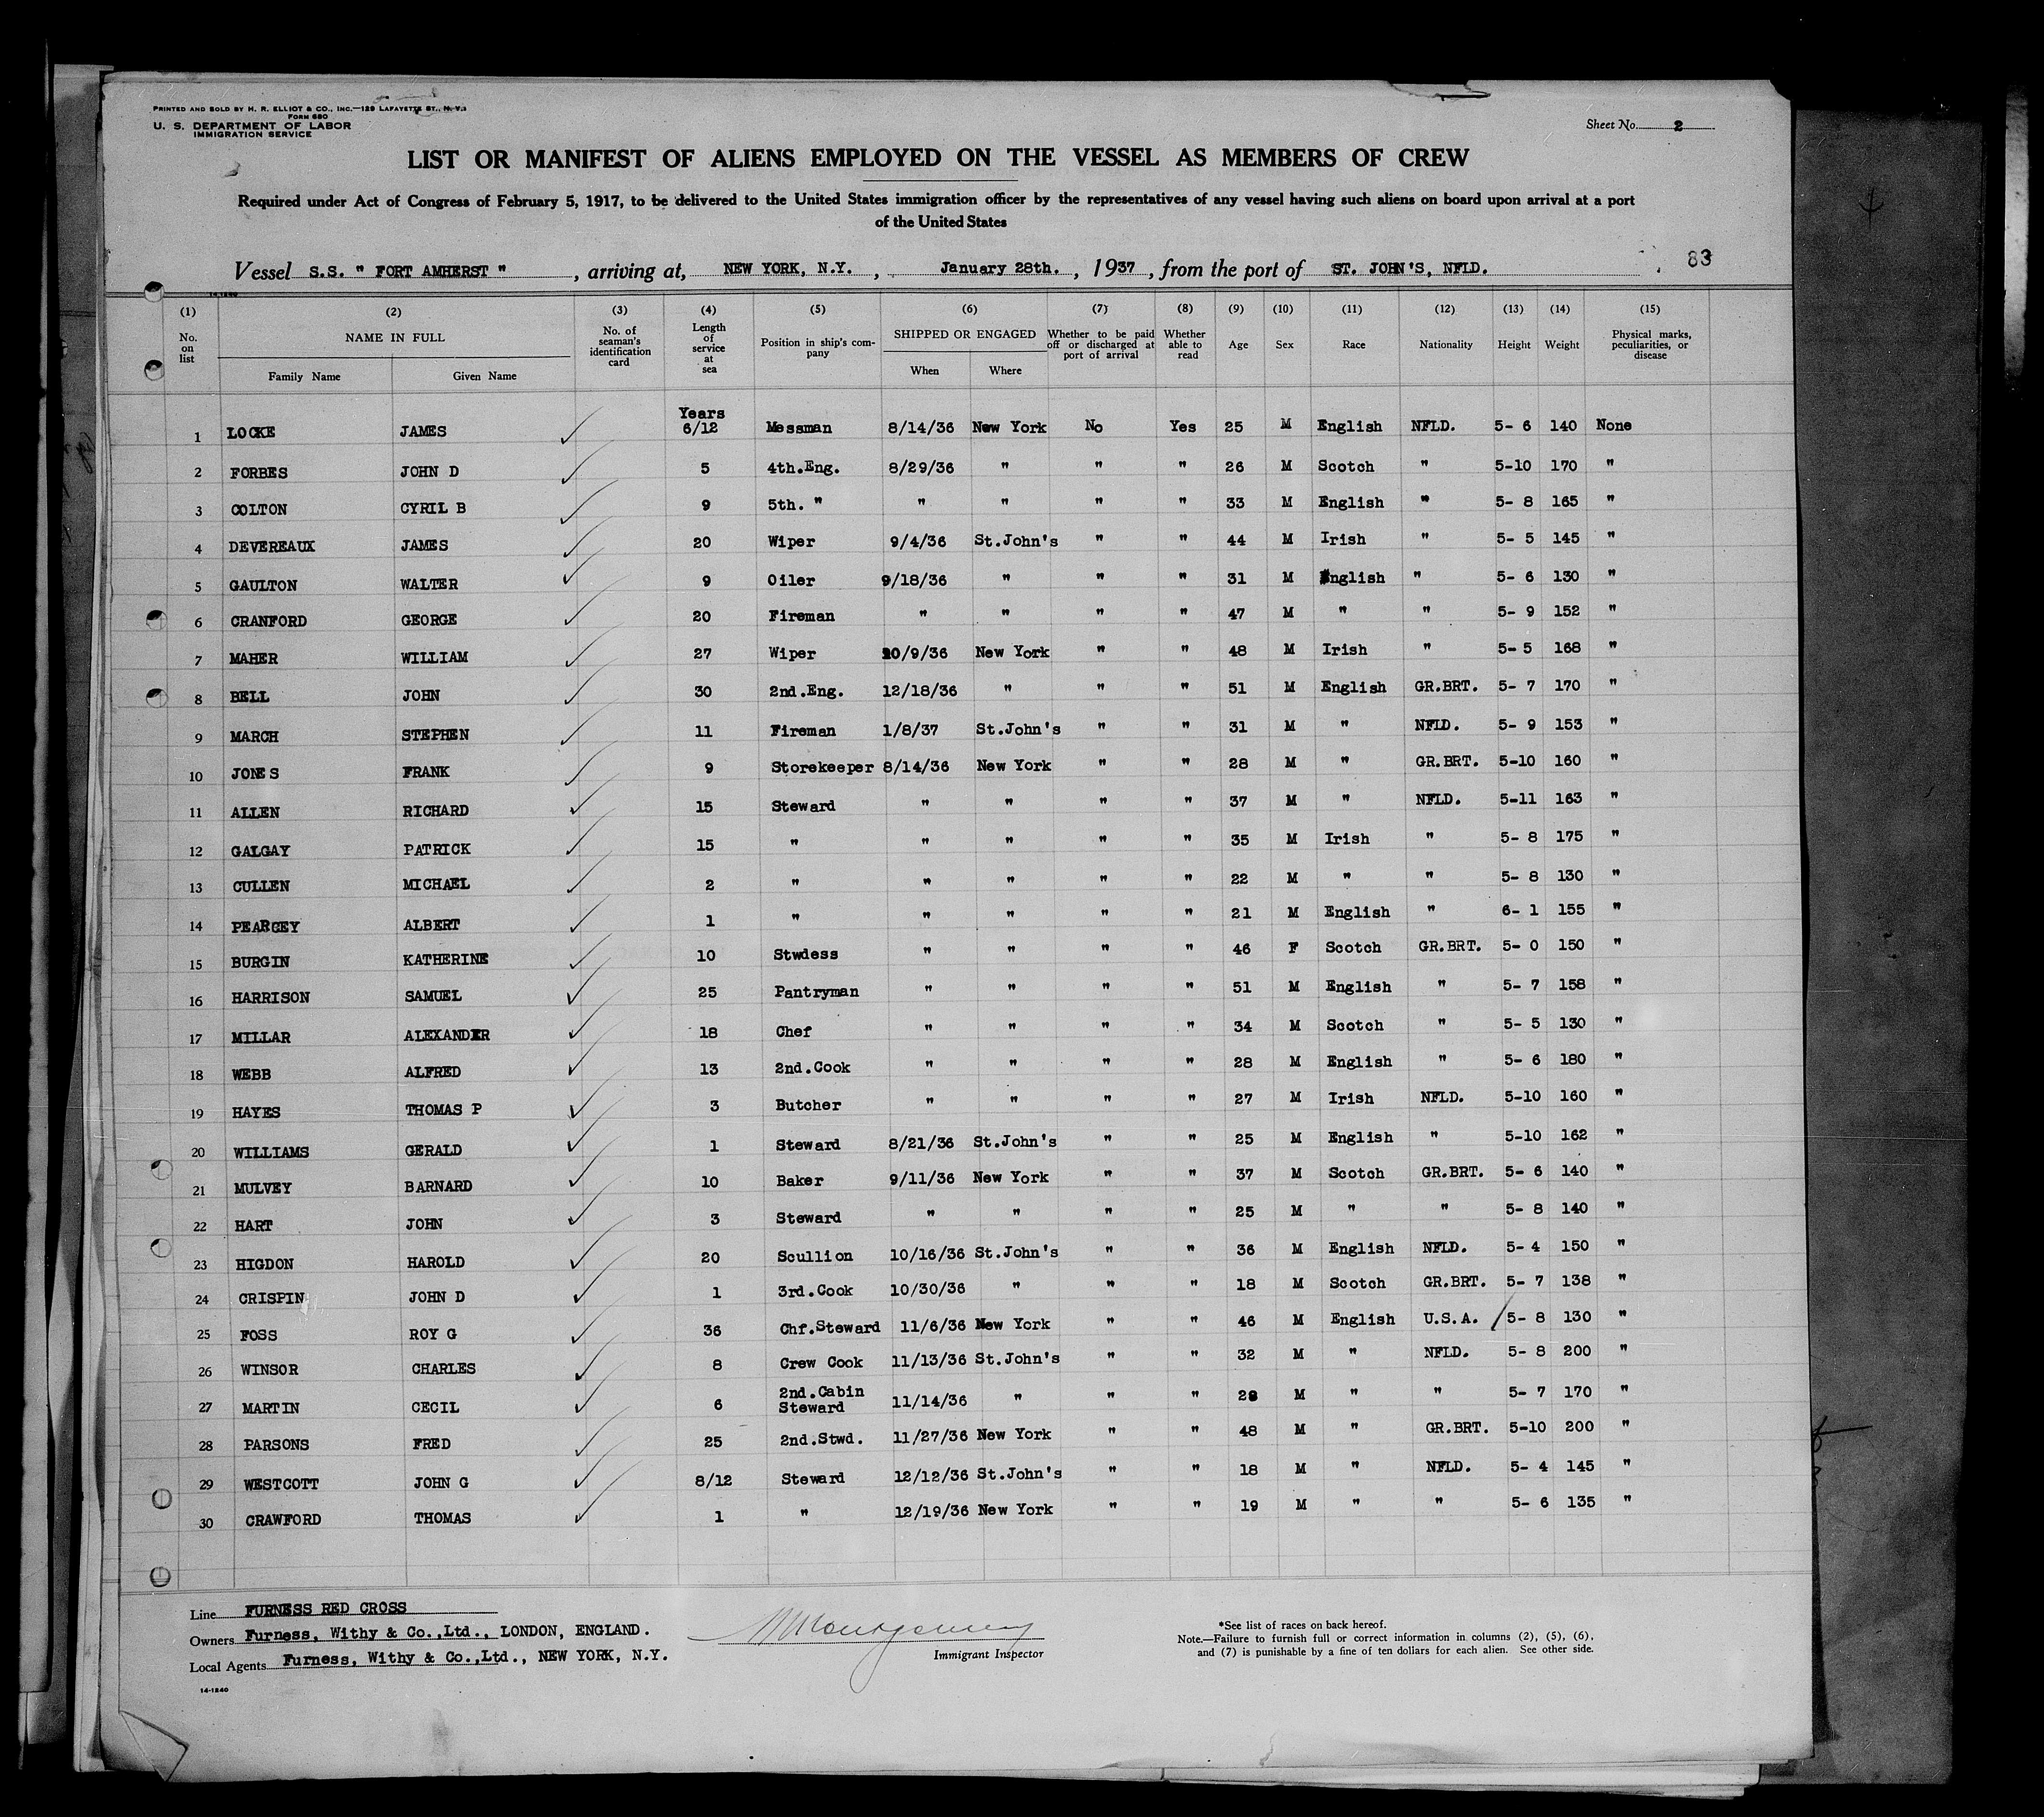 PRINTED AND SOLD BY H. R. ELLIOT & CO., INC.—129 LAFAYETTE ST., N. Y.
FORM 680
U. S. DEPARTMENT OF LABOR
IMMIGRATION SERVICE
Sheet No. 2
LIST OR MANIFEST OF ALIENS EMPLOYED ON THE VESSEL AS MEMBERS OF CREW
Required under Act of Congress of February 5, 1917, to be delivered to the United States immigration officer by the representatives of any vessel having such aliens on board upon arrival at a port
of the United States
Vessel S.S. " FORT AMHERST " , arriving at, NEW YORK, N.Y. , January 28th. , 1937 , from the port of ST. JOHN'S, NFLD. 83
14-1240
(1) No. on list (2) NAME IN FULL Family Name Given Name (3) No. of seaman's identification card (4) Length of service at sea (5) Position in ship's company (6) SHIPPED OR ENGAGED When Where (7) Whether to be paid off or discharged at port of arrival (8) Whether able to read (9) Age (10) Sex (11) Race (12) Nationality (13) Height (14) Weight (15) Physical marks, peculiarities, or disease
Years
1 LOCKE JAMES 6/12 Messman 8/14/36 New York No Yes 25 M English NFLD. 5- 6 140 None
2 FORBES JOHN D 5 4th.Eng. 8/29/36 " " " 26 M Scotch " 5-10 170 "
3 COLTON CYRIL B 9 5th. " " " " " 33 M English " 5- 8 165 "
4 DEVEREAUX JAMES 20 Wiper 9/4/36 St.John's " " 44 M Irish " 5- 5 145 "
5 GAULTON WALTER 9 Oiler 9/18/36 " " " 31 M English " 5- 6 130 "
6 CRANFORD GEORGE 20 Fireman " " " " 47 M " " 5- 9 152 "
7 MAHER WILLIAM 27 Wiper 10/9/36 New York " " 48 M Irish " 5- 5 168 "
8 BELL JOHN 30 2nd.Eng. 12/18/36 " " " 51 M English GR.BRT. 5- 7 170 "
9 MARCH STEPHEN 11 Fireman 1/8/37 St.John's " " 31 M " NFLD. 5- 9 153 "
10 JONES FRANK 9 Storekeeper 8/14/36 New York " " 28 M " GR.BRT. 5-10 160 "
11 ALLEN RICHARD 15 Steward " " " " 37 M " NFLD. 5-11 163 "
12 GALGAY PATRICK 15 " " " " " 35 M Irish " 5- 8 175 "
13 CULLEN MICHAEL 2 " " " " " 22 M " " 5- 8 130 "
14 PEARCEY ALBERT 1 " " " " " 21 M English " 6- 1 155 "
15 BURGIN KATHERINE 10 Stwdess " " " " 46 F Scotch GR.BRT. 5- 0 150 "
16 HARRISON SAMUEL 25 Pantryman " " " " 51 M English " 5- 7 158 "
17 MILLAR ALEXANDER 18 Chef " " " " 34 M Scotch " 5- 5 130 "
18 WEBB ALFRED 13 2nd.Cook " " " " 28 M English " 5- 6 180 "
19 HAYES THOMAS P 3 Butcher " " " " 27 M Irish NFLD. 5-10 160 "
20 WILLIAMS GERALD 1 Steward 8/21/36 St.John's " " 25 M English " 5-10 162 "
21 MULVEY BARNARD 10 Baker 9/11/36 New York " " 37 M Scotch GR.BRT. 5- 6 140 "
22 HART JOHN 3 Steward " " " " 25 M " " 5- 8 140 "
23 HIGDON HAROLD 20 Scullion 10/16/36 St.John's " " 36 M English NFLD. 5- 4 150 "
24 CRISPIN JOHN D 1 3rd.Cook 10/30/36 " " " 18 M Scotch GR.BRT. 5- 7 138 "
25 FOSS ROY G 36 Chf.Steward 11/6/36 New York " " 46 M English U.S.A. 5- 8 130 "
26 WINSOR CHARLES 8 Crew Cook 11/13/36 St.John's " " 32 M " NFLD. 5- 8 200 "
27 MARTIN CECIL 6 2nd.Cabin Steward 11/14/36 " " " 28 M " " 5- 7 170 "
28 PARSONS FRED 25 2nd.Stwd. 11/27/36 New York " " 48 M " GR.BRT. 5-10 200 "
29 WESTCOTT JOHN G 8/12 Steward 12/12/36 St.John's " " 18 M " NFLD. 5- 4 145 "
30 CRAWFORD THOMAS 1 " 12/19/36 New York " " 19 M " " 5- 6 135 "
Line FURNESS RED CROSS
Owners Furness, Withy & Co.,Ltd., LONDON, ENGLAND.
Local Agents Furness, Withy & Co.,Ltd., NEW YORK, N.Y.
14-1240
Immigrant Inspector
*See list of races on back hereof.
Note.—Failure to furnish full or correct information in columns (2), (5), (6),
and (7) is punishable by a fine of ten dollars for each alien. See other side.